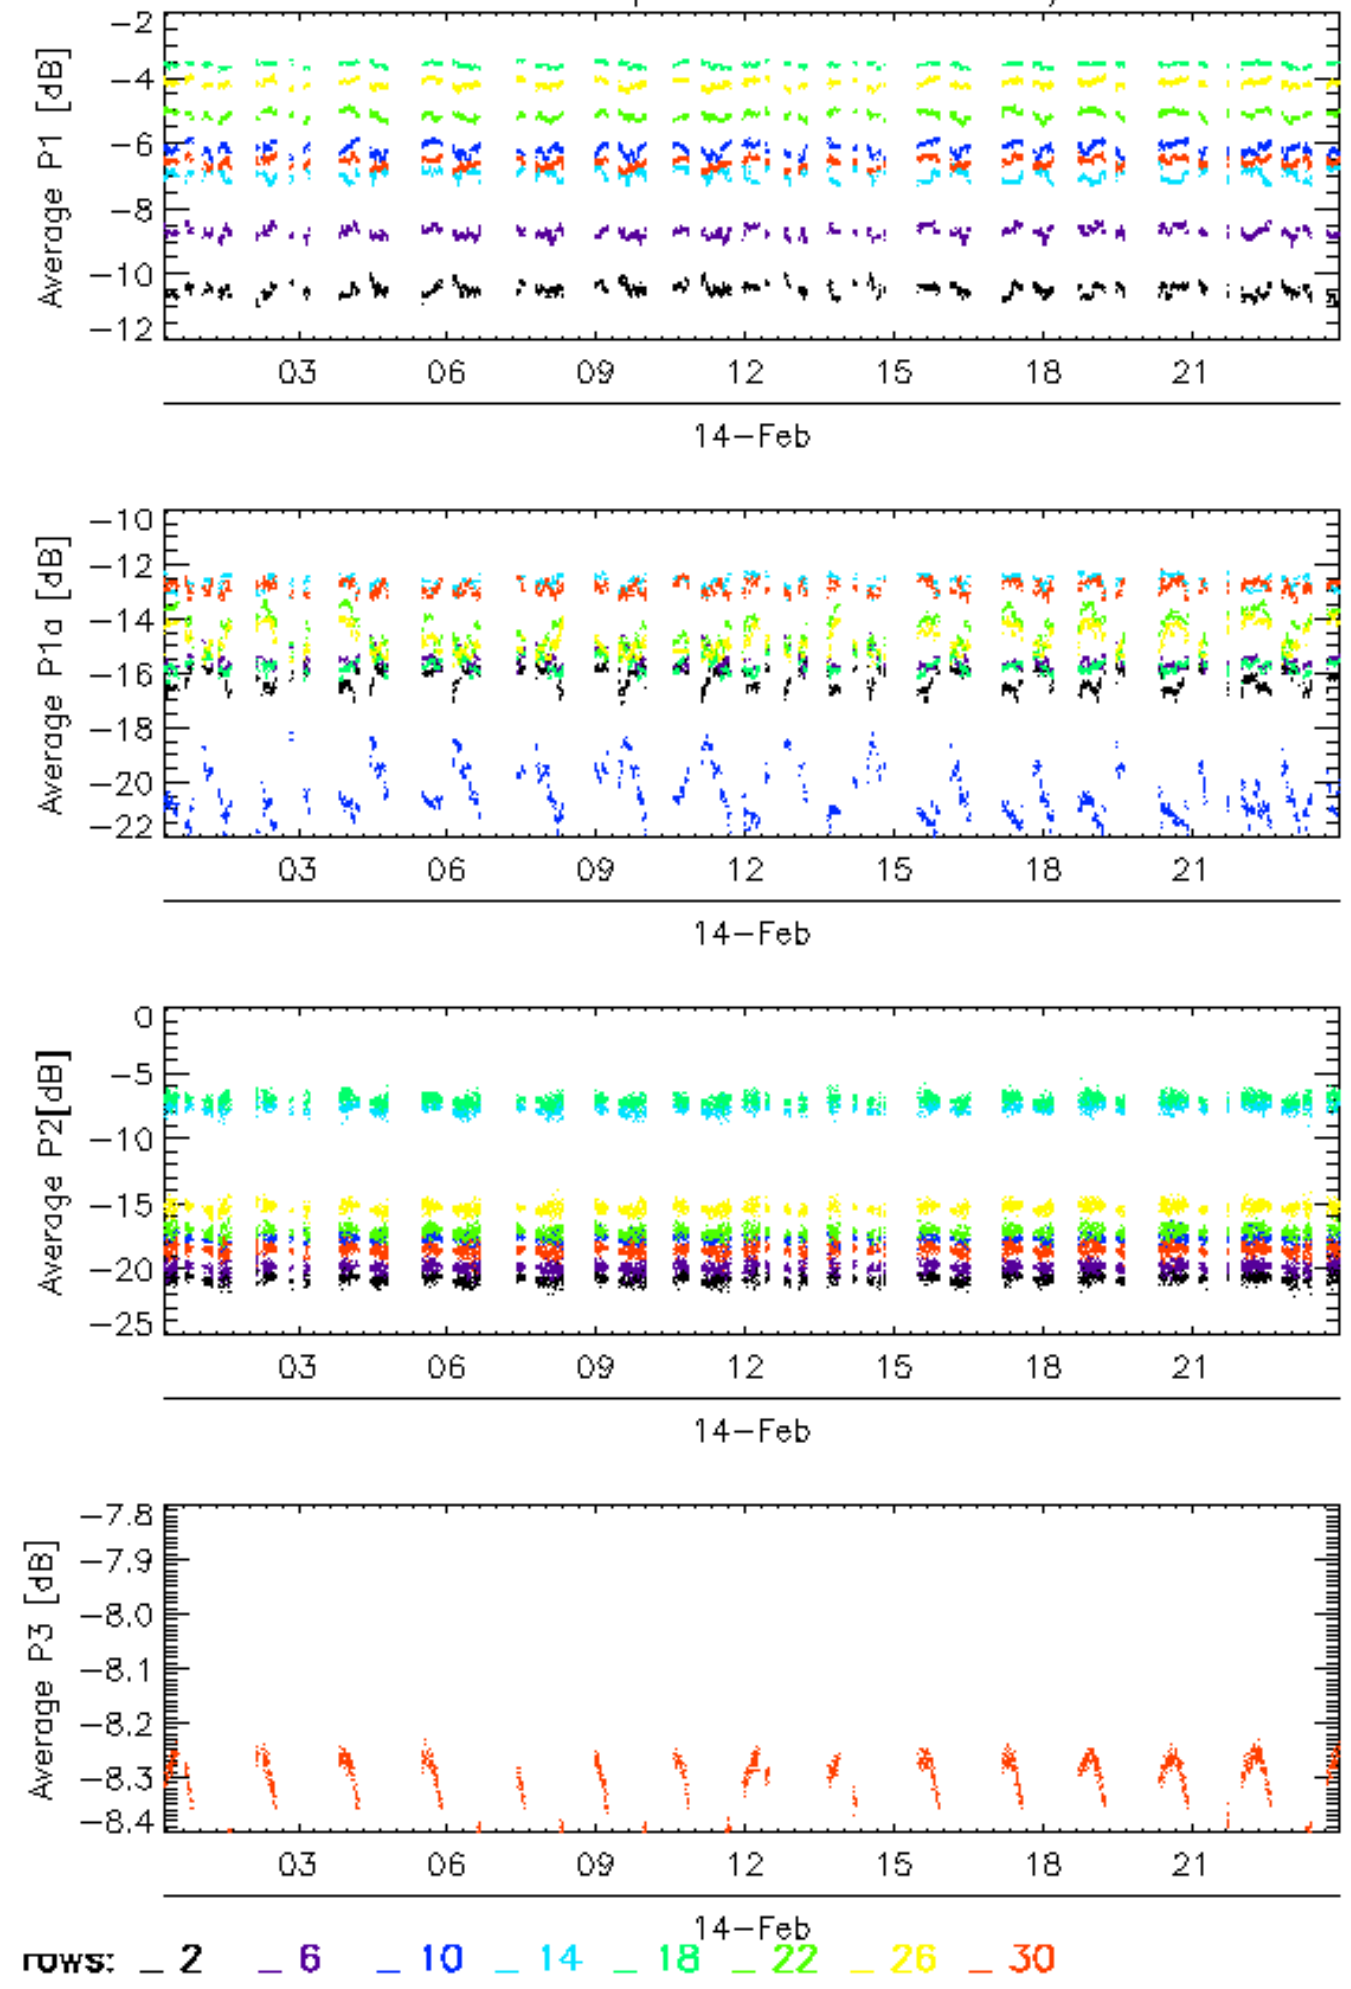 -2
-4
-6
-8
-10
-12
Average P1 [dB]
03 06 09 12 15 18 21
14-Feb
-10
-12
-14
-16
-18
-20
-22
Average P1a [dB]
03 06 09 12 15 18 21
14-Feb
0
-5
-10
-15
-20
-25
Average P2[dB]
03 06 09 12 15 18 21
14-Feb
-7.8
-7.9
-8.0
-8.1
-8.2
-8.3
-8.4
Average P3 [dB]
03 06 09 12 15 18 21
14-Feb
rows: _ 2 _ 6 _ 10 _ 14 _ 18 _ 22 _ 26 _ 30